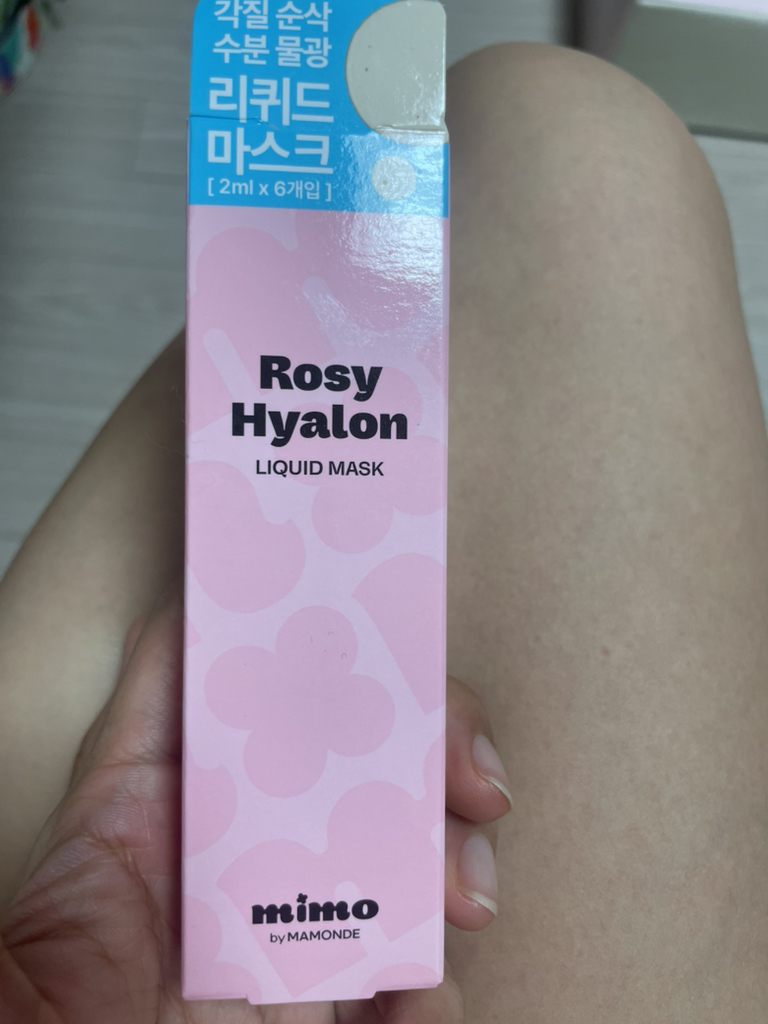 각질 순삭
수분 물광
리퀴드
마스크
[ 2ml x 6개입 ]
Rosy
Hyalon
LIQUID MASK
mimo
by MAMONDE